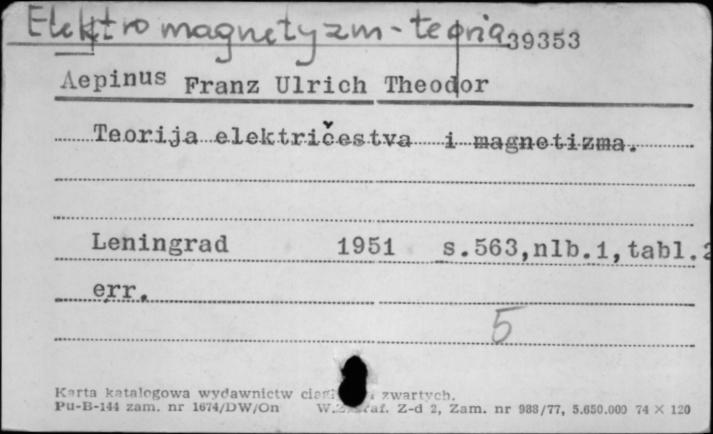 Elektromagnetyzm-teoria 39353
Aepinus Franz Ulrich Theodor
Teorija električestva i magnetizma.
Leningrad 1951 s.563,nlb.1,tabl.2
err.
5
Karta katalogowa wydawnictw zwartych.
Pu-B-144 zam. nr 1674/DW/On Z-d 2, Zam. nr 988/77, 5.650.000 74 × 120